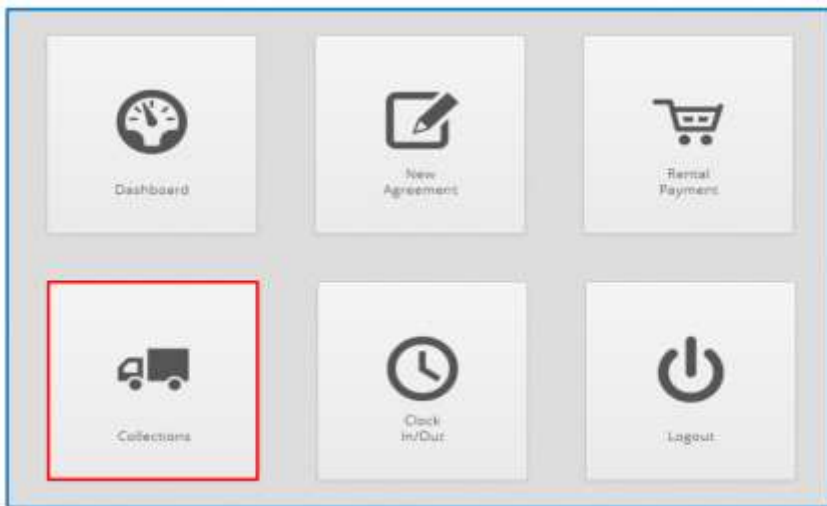 Dashboard
New
Agreement
Rental
Payment
Collections
Clock
In/Out
Logout